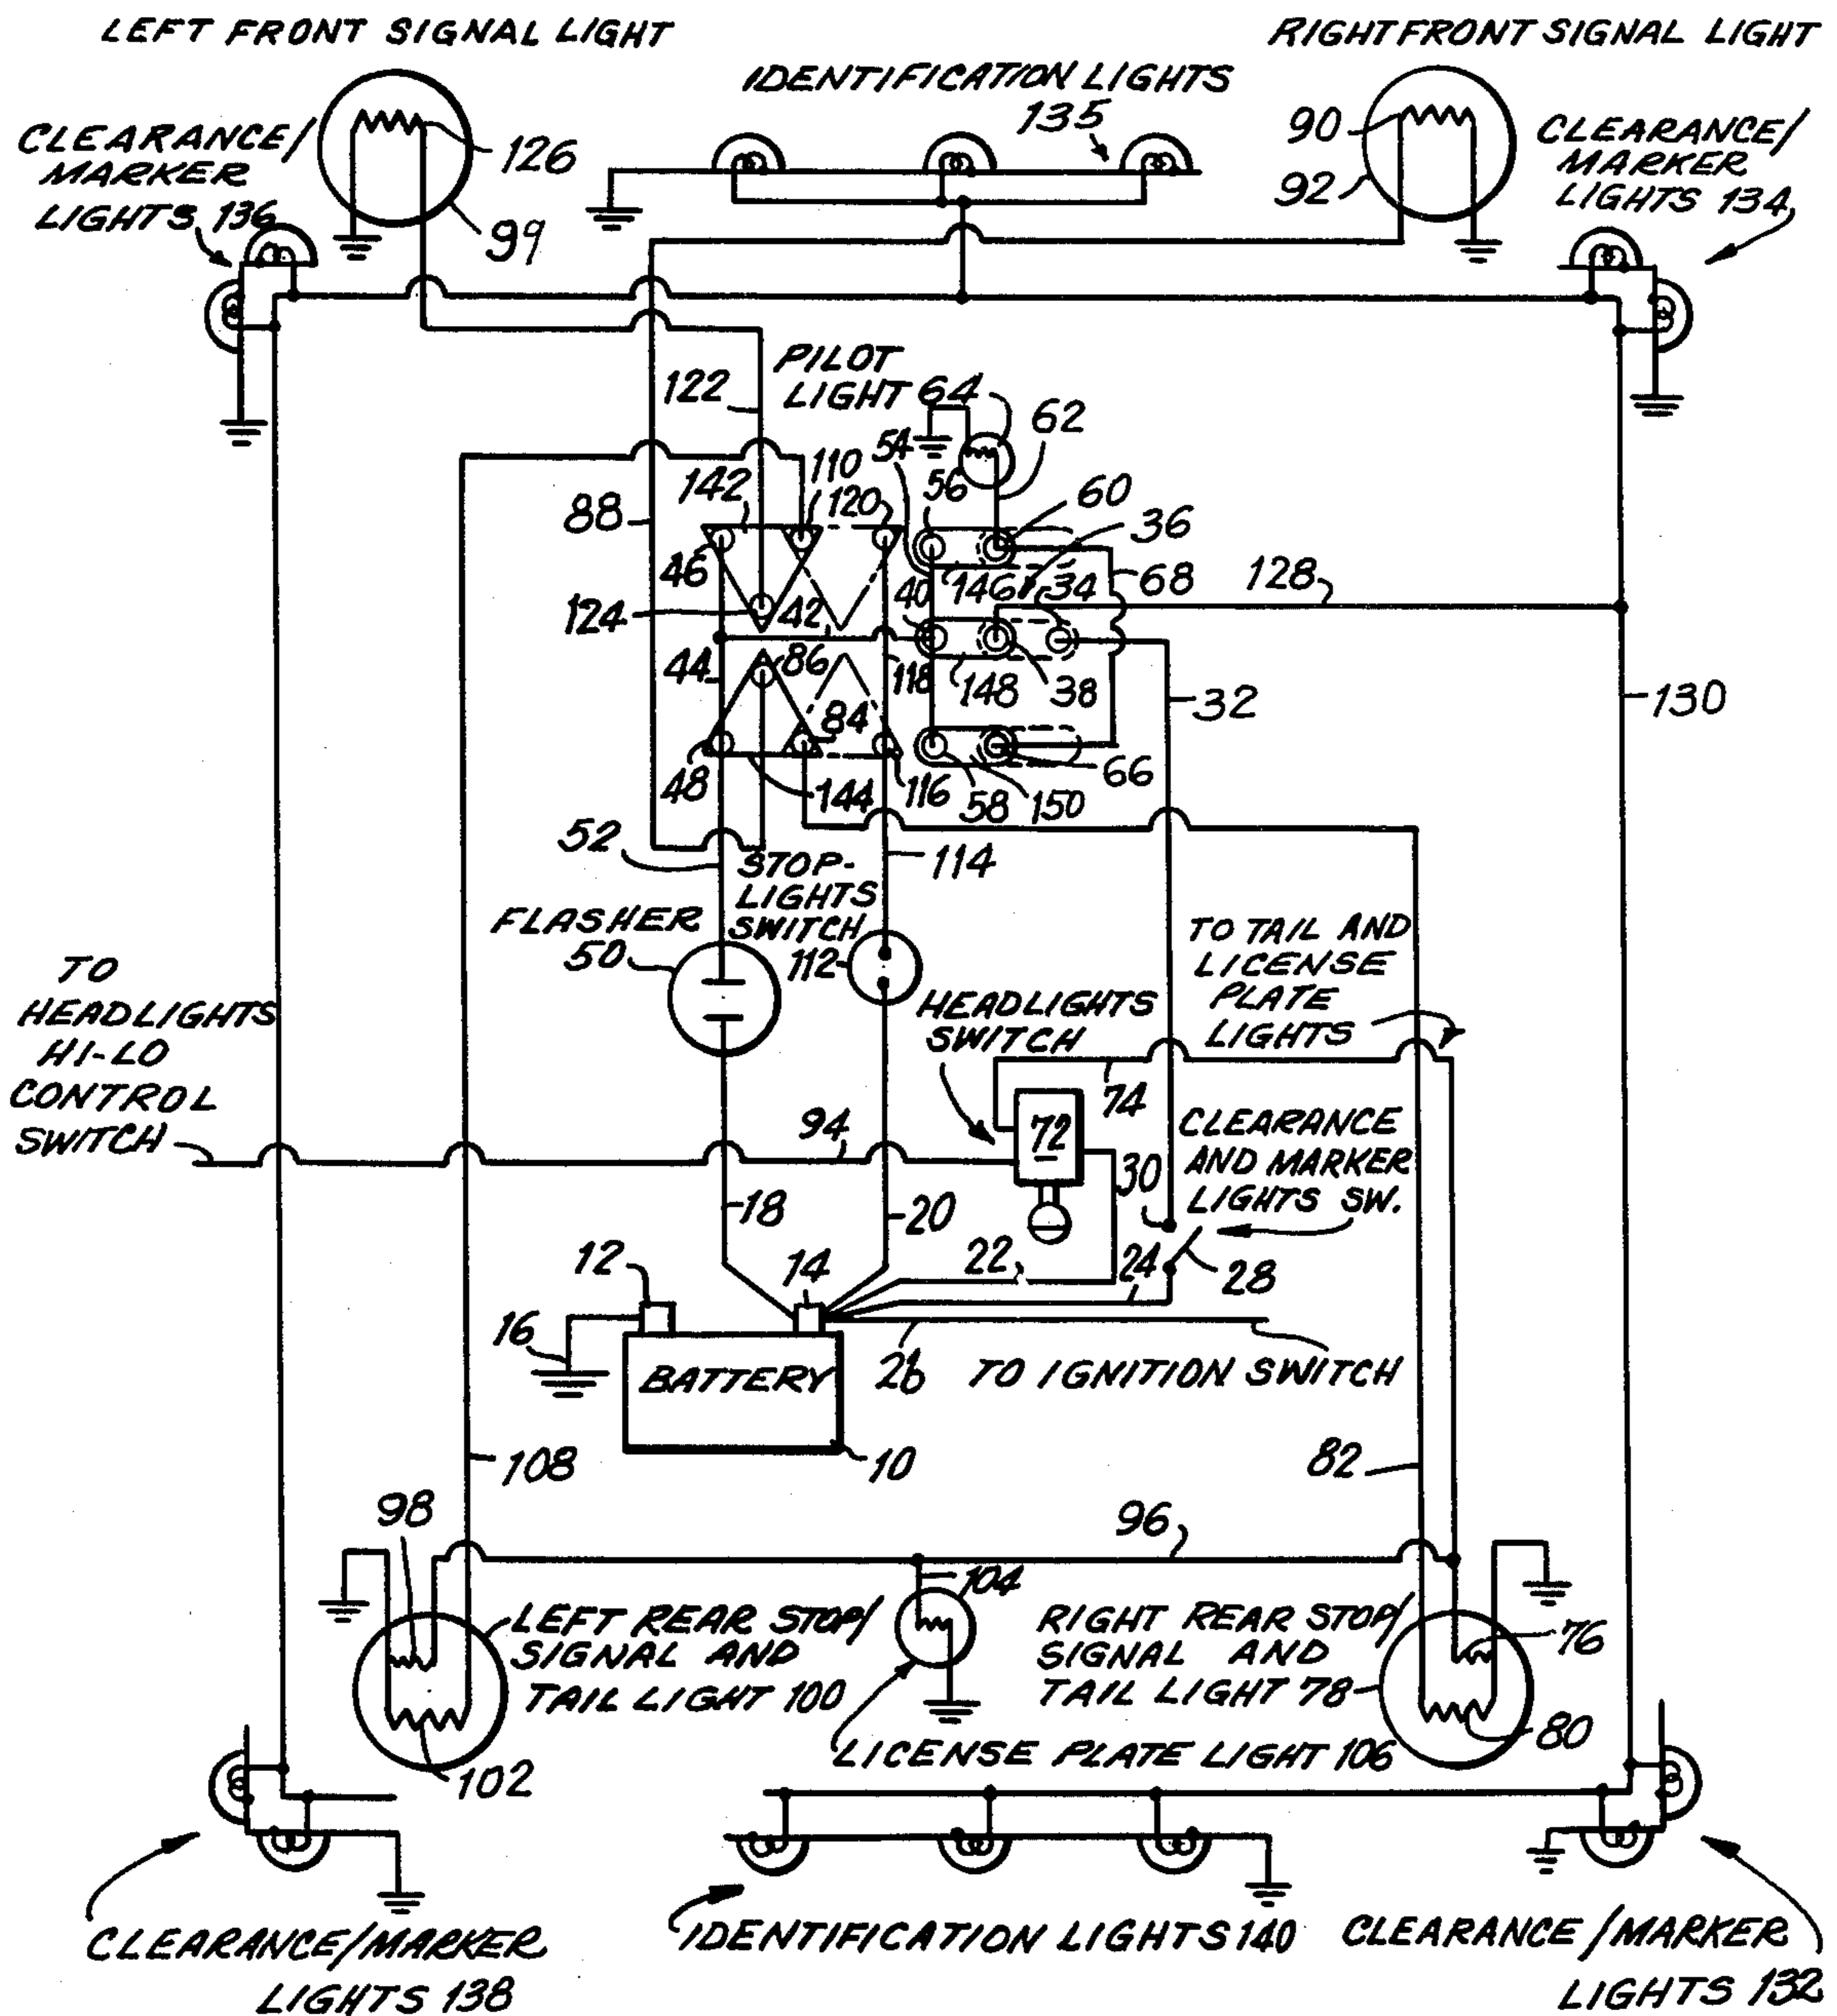 LEFT FRONT SIGNAL LIGHT
RIGHT FRONT SIGNAL LIGHT
IDENTIFICATION LIGHTS
135
CLEARANCE/
MARKER
LIGHTS 136
126
99
90
92
CLEARANCE/
MARKER
LIGHTS 134
PILOT
LIGHT 64
122
62
54
56
110
120
142
60
36
88
46
40
146
34
68
128
124
42
44
86
118
148
38
32
130
84
48
144
116
58
150
66
52
STOP-
LIGHTS
SWITCH
112
114
FLASHER
50
TO TAIL AND
LICENSE
PLATE
LIGHTS
HEADLIGHTS
SWITCH
TO
HEADLIGHTS
HI-LO
CONTROL
SWITCH
74
72
94
CLEARANCE
AND MARKER
LIGHTS SW.
30
18
20
12
14
22
24
28
16
BATTERY
26
TO IGNITION SWITCH
10
108
82
98
96
104
LEFT REAR STOP/
SIGNAL AND
TAIL LIGHT 100
RIGHT REAR STOP/
SIGNAL AND
TAIL LIGHT 78
76
80
102
LICENSE PLATE LIGHT 106
CLEARANCE/MARKER
LIGHTS 138
IDENTIFICATION LIGHTS 140
CLEARANCE/MARKER
LIGHTS 132